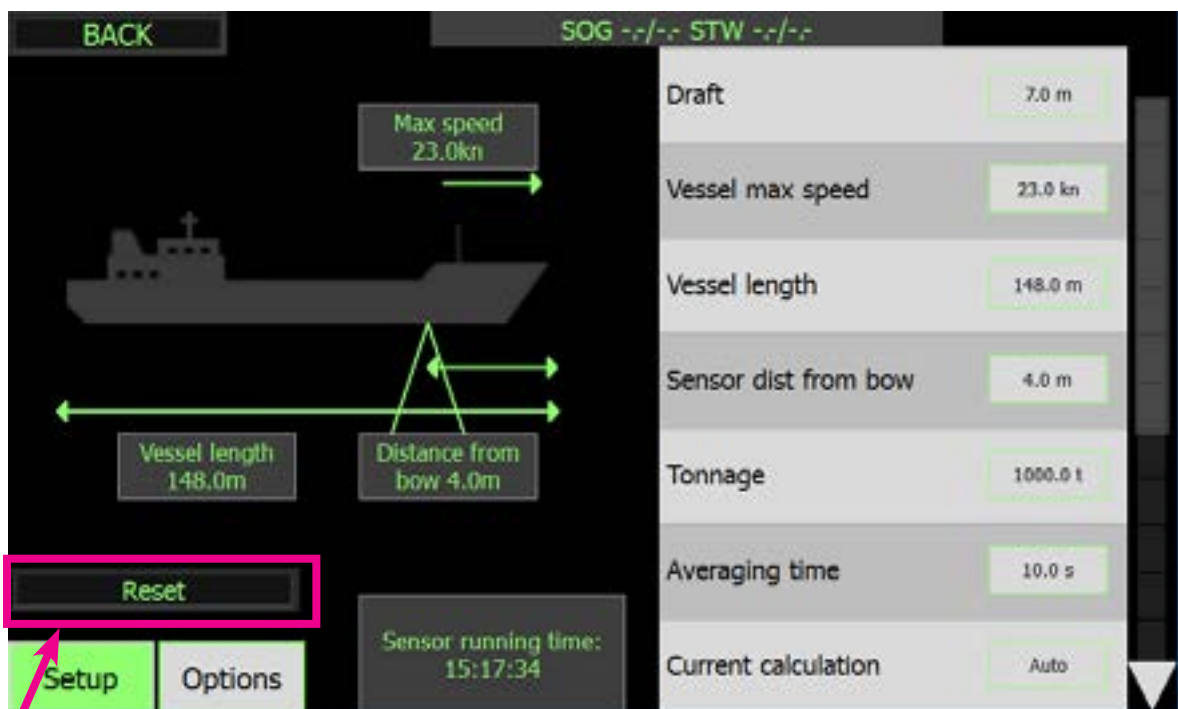 BACK
SOG -.-/-.- STW -.-/-.-
Max speed
23.0kn
Vessel length
148.0m
Distance from
bow 4.0m
Reset
Setup
Options
Sensor running time:
15:17:34
Draft
7.0 m
Vessel max speed
23.0 kn
Vessel length
148.0 m
Sensor dist from bow
4.0 m
Tonnage
1000.0 t
Averaging time
10.0 s
Current calculation
Auto